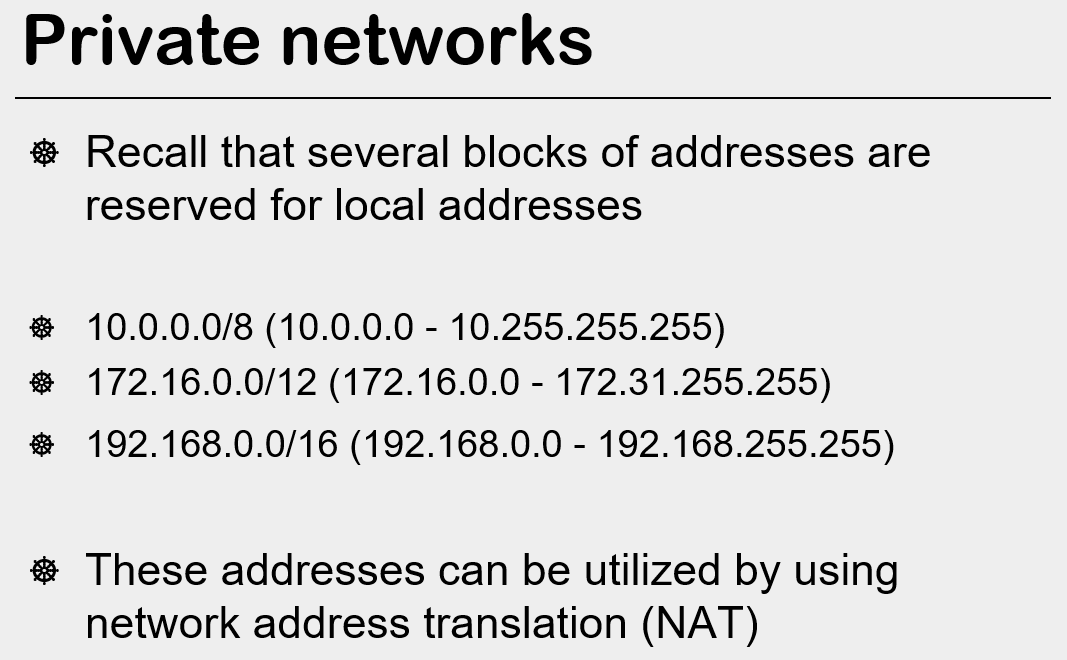 Private networks
Recall that several blocks of addresses are
reserved for local addresses
10.0.0.0/8 (10.0.0.0 - 10.255.255.255)
172.16.0.0/12 (172.16.0.0 - 172.31.255.255)
192.168.0.0/16 (192.168.0.0 - 192.168.255.255)
These addresses can be utilized by using
network address translation (NAT)